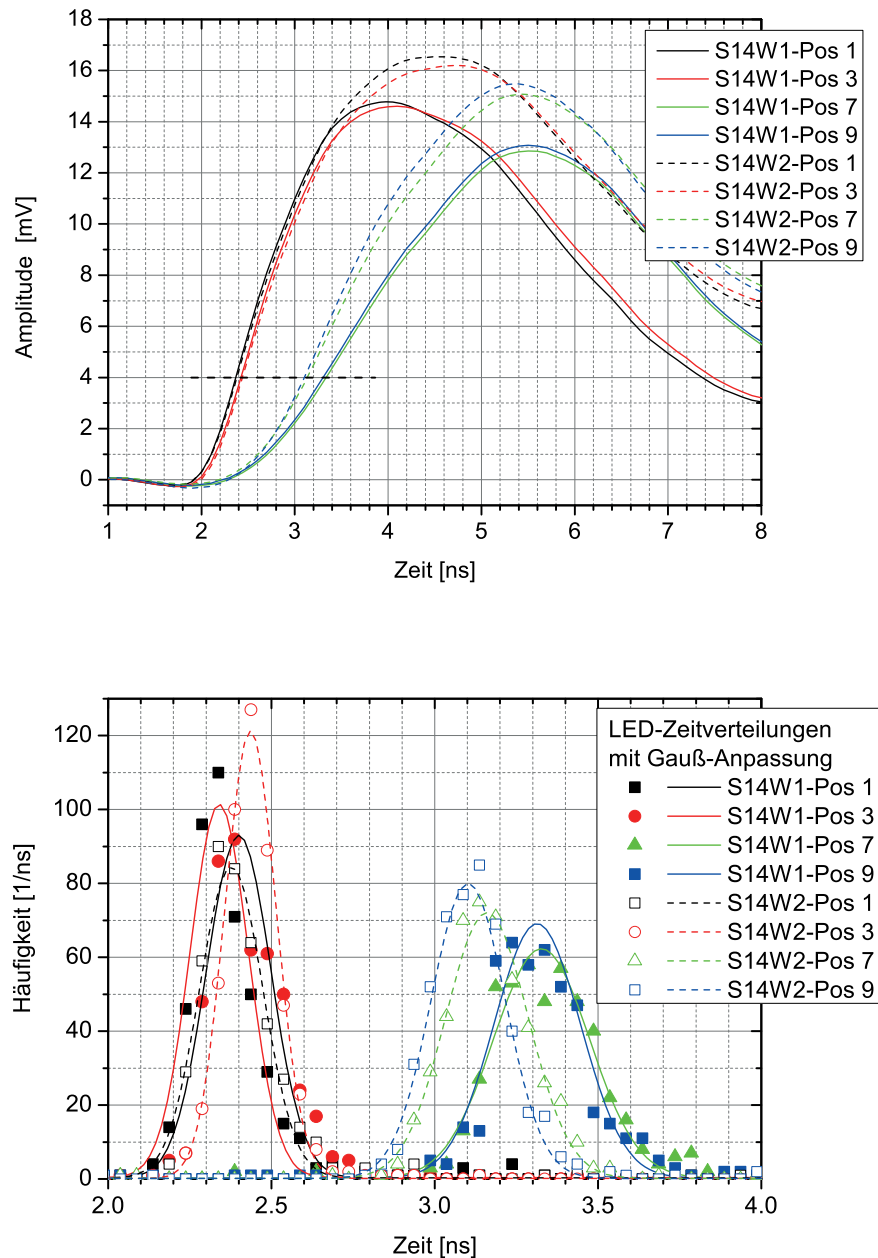 18
16
14
12
10
8
6
4
2
0
Amplitude [mV]
1 2 3 4 5 6 7 8
Zeit [ns]
S14W1-Pos 1
S14W1-Pos 3
S14W1-Pos 7
S14W1-Pos 9
S14W2-Pos 1
S14W2-Pos 3
S14W2-Pos 7
S14W2-Pos 9
120
100
80
60
40
20
0
Häufigkeit [1/ns]
2.0 2.5 3.0 3.5 4.0
Zeit [ns]
LED-Zeitverteilungen
mit Gauß-Anpassung
S14W1-Pos 1
S14W1-Pos 3
S14W1-Pos 7
S14W1-Pos 9
S14W2-Pos 1
S14W2-Pos 3
S14W2-Pos 7
S14W2-Pos 9